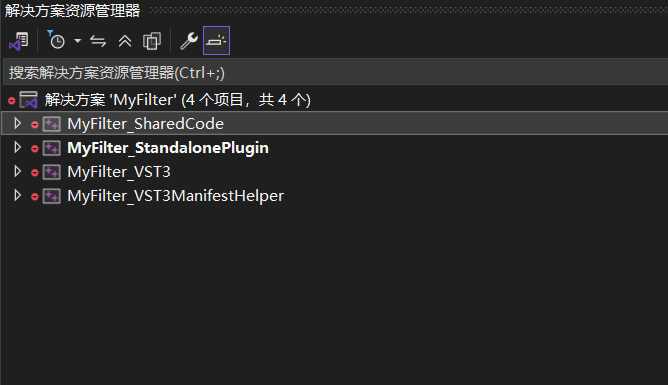 解决方案资源管理器
搜索解决方案资源管理器(Ctrl+;)
解决方案 'MyFilter' (4 个项目，共 4 个)
MyFilter_SharedCode
MyFilter_StandalonePlugin
MyFilter_VST3
MyFilter_VST3ManifestHelper